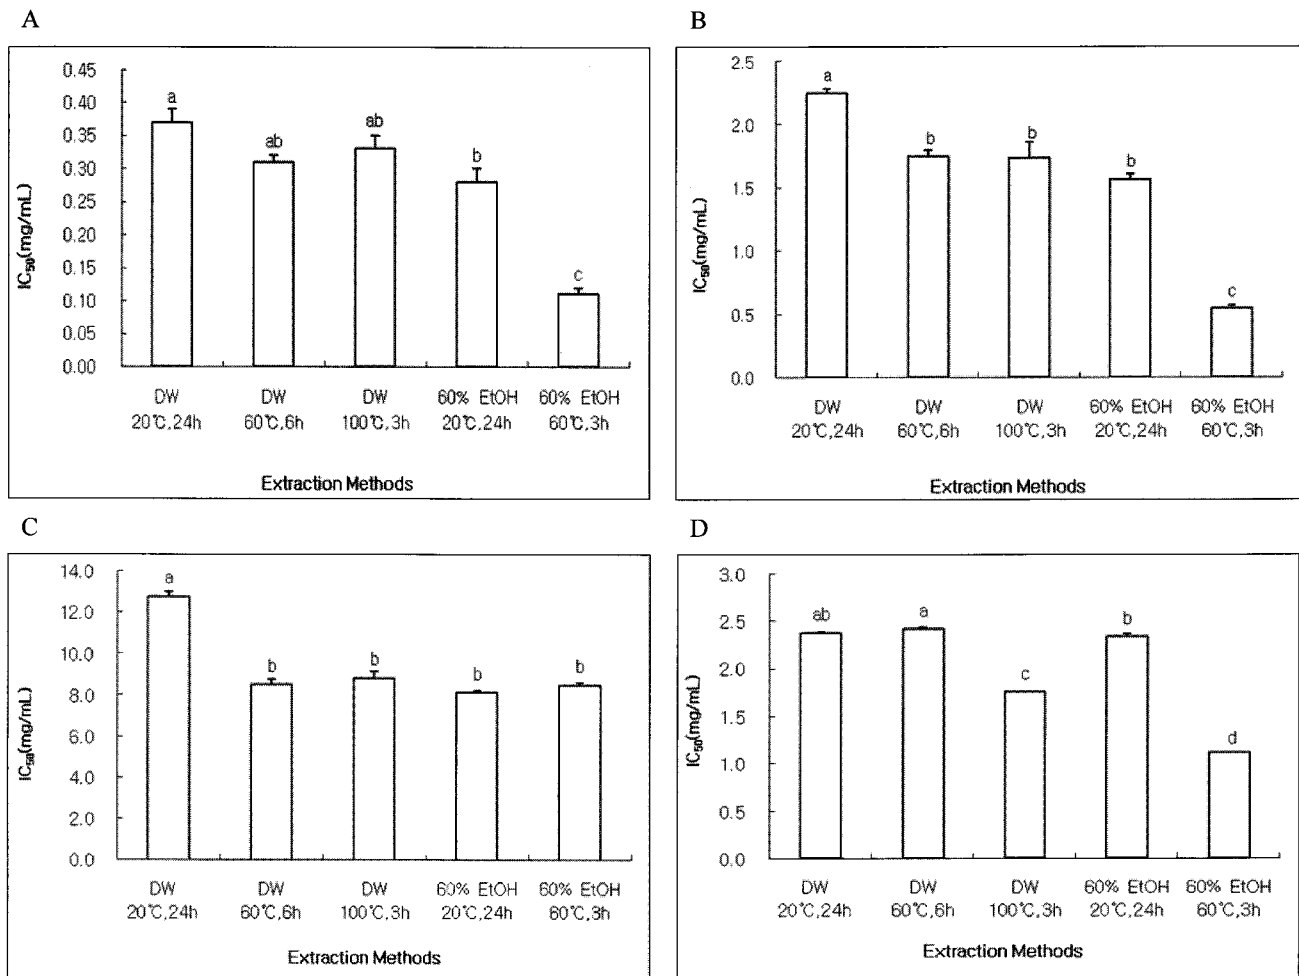 A
0.45
0.40
0.35
0.30
0.25
0.20
0.15
0.10
0.05
0.00
IC50(mg/mL)
a
ab
ab
b
c
DW DW DW 60% EtOH 60% EtOH
20℃,24h 60℃,6h 100℃,3h 20℃,24h 60℃,3h
Extraction Methods
B
2.5
2.0
1.5
1.0
0.5
0.0
IC50(mg/mL)
a
b
b
b
c
DW DW DW 60% EtOH 60% EtOH
20℃,24h 60℃,6h 100℃,3h 20℃,24h 60℃,3h
Extraction Methods
C
14.0
12.0
10.0
8.0
6.0
4.0
2.0
0.0
IC50(mg/mL)
a
b
b
b
b
DW DW DW 60% EtOH 60% EtOH
20℃,24h 60℃,6h 100℃,3h 20℃,24h 60℃,3h
Extraction Methods
D
3.0
2.5
2.0
1.5
1.0
0.5
0.0
IC50(mg/mL)
ab
a
c
b
d
DW DW DW 60% EtOH 60% EtOH
20℃,24h 60℃,6h 100℃,3h 20℃,24h 60℃,3h
Extraction Methods